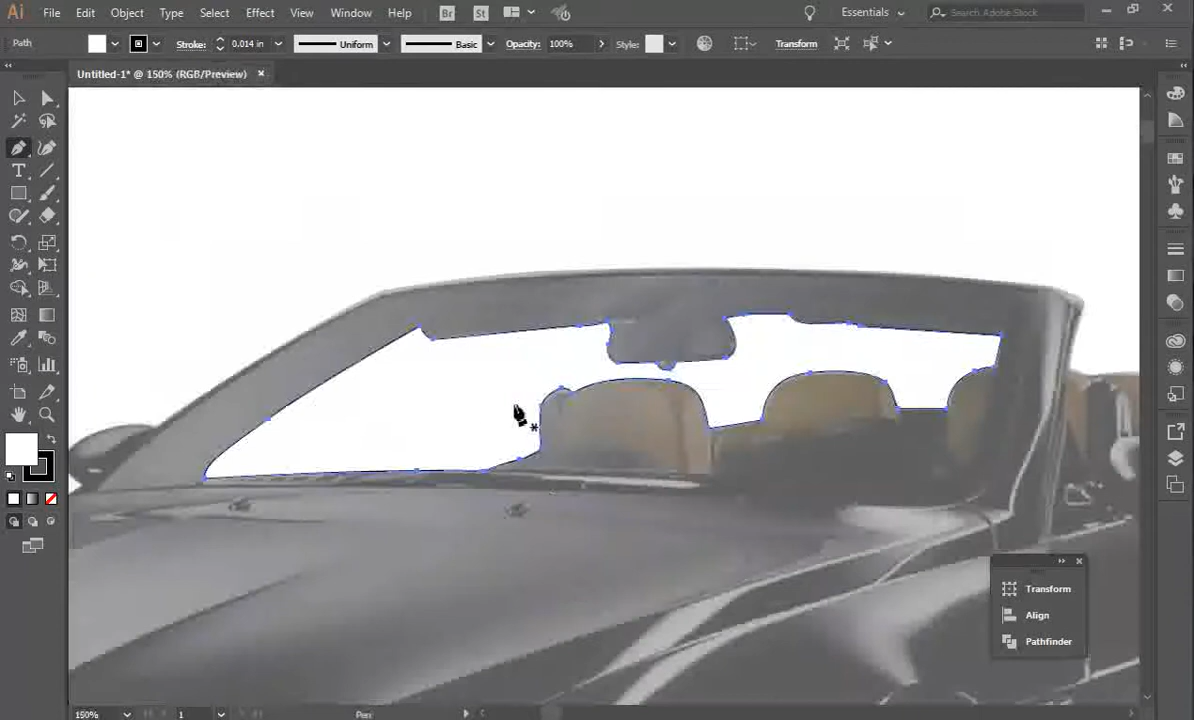 Ai File Edit Object Type Select Effect View Window Help Br St Essentials Search Adobe Stock
Path Stroke: 0.014 in Uniform Basic Opacity: 100% Style: Transform
Untitled-1* @ 150% (RGB/Preview)
T
Transform
Align
Pathfinder
150% 1 Pen